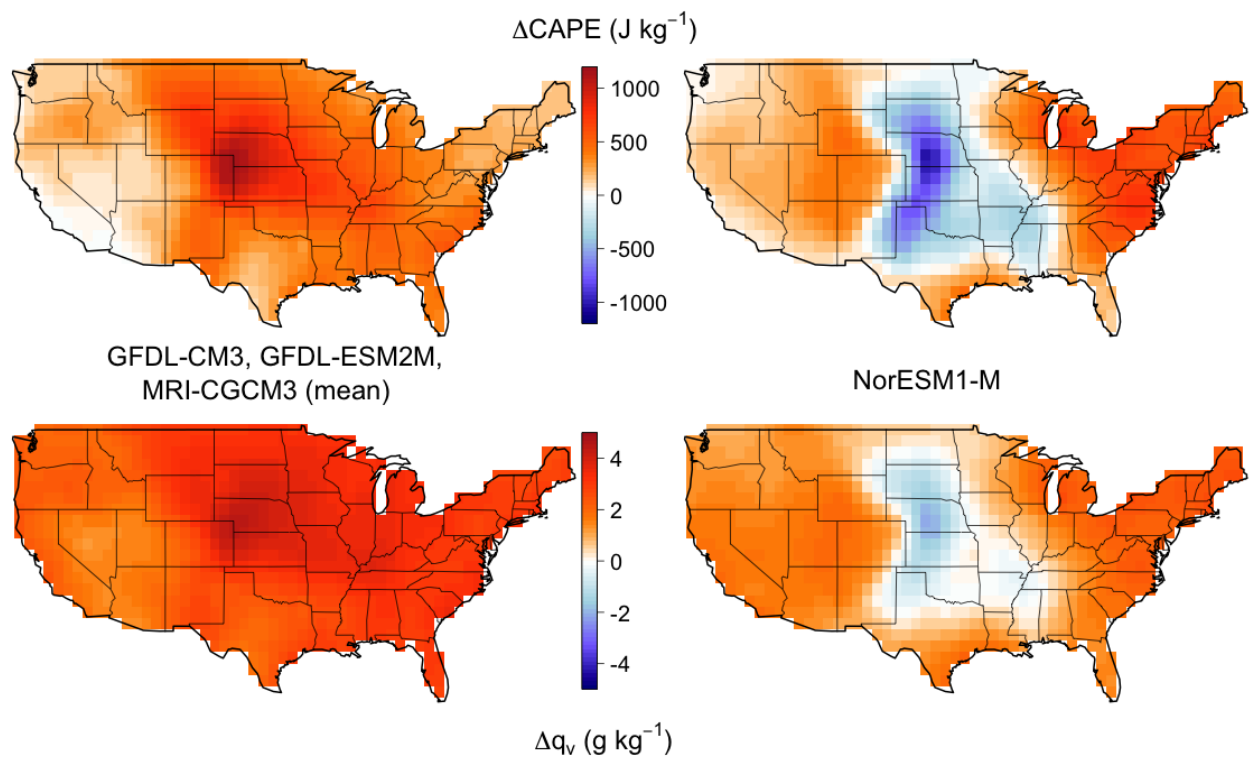 ΔCAPE (J kg⁻¹)
1000
500
0
-500
-1000
GFDL-CM3, GFDL-ESM2M,
MRI-CGCM3 (mean)
NorESM1-M
4
2
0
-2
-4
Δqᵥ (g kg⁻¹)